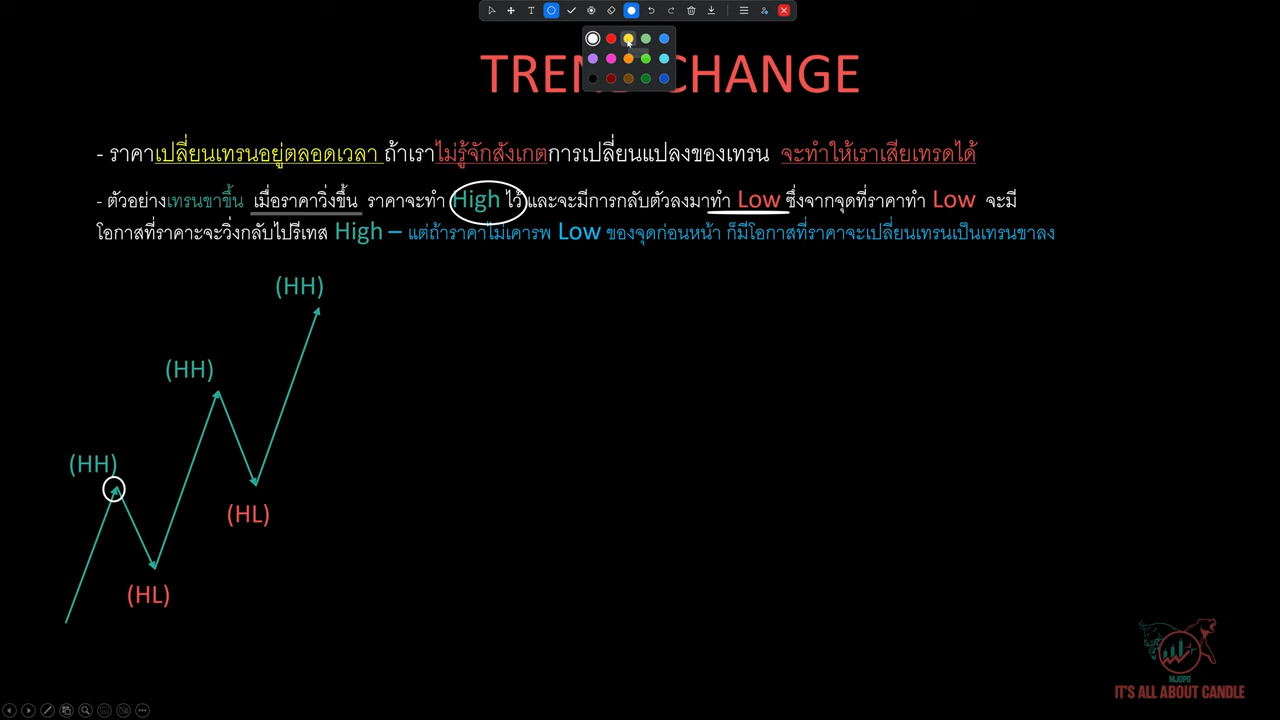 TREND CHANGE
- ราคาเปลี่ยนเทรนอยู่ตลอดเวลา ถ้าเราไม่รู้จักสังเกตการเปลี่ยนแปลงของเทรน จะทำให้เราเสียเทรดได้
- ตัวอย่างเทรนขาขึ้น เมื่อราคาวิ่งขึ้น ราคาจะทำ High ไว้ และจะมีการกลับตัวลงมาทำ Low ซึ่งจากจุดที่ราคาทำ Low จะมี
โอกาสที่ราคาะจะวิ่งกลับไปรีเทส High – แต่ถ้าราคาไม่เคารพ Low ของจุดก่อนหน้า ก็มีโอกาสที่ราคาจะเปลี่ยนเทรนเป็นเทรนขาลง
(HH)
(HH)
(HH)
(HL)
(HL)
MJOPO
IT'S ALL ABOUT CANDLE